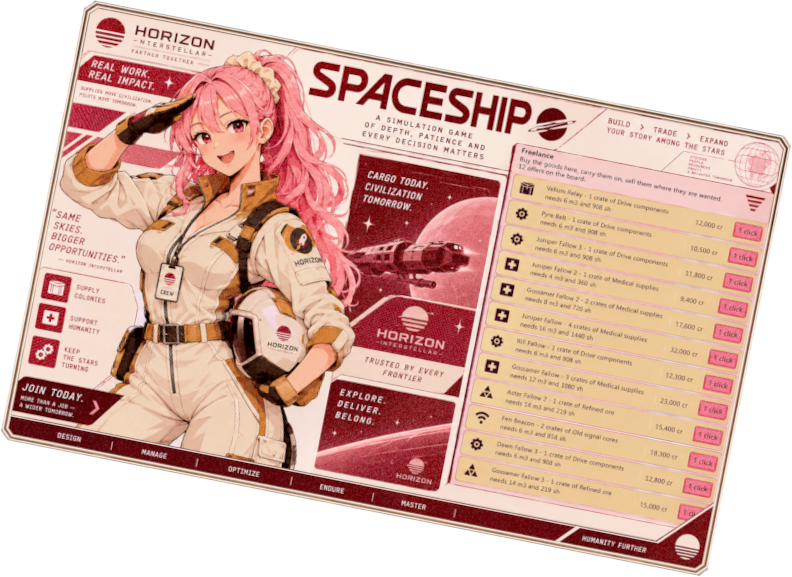 HORIZON
INTERSTELLAR
FARTHER TOGETHER
REAL WORK.
REAL IMPACT.
SUPPLIES MOVE CIVILIZATION.
PILOTS MOVE TOMORROW.
"SAME
SKIES.
BIGGER
OPPORTUNITIES."
— HORIZON INTERSTELLAR
SUPPLY
COLONIES
SUPPORT
HUMANITY
KEEP
THE STARS
TURNING
JOIN TODAY.
MORE THAN A JOB —
A WIDER TOMORROW.
CREW
HORIZON
HORIZON
SPACESHIP
A SIMULATION GAME
OF DEPTH, PATIENCE AND
EVERY DECISION MATTERS
CARGO TODAY.
CIVILIZATION
TOMORROW.
HORIZON
INTERSTELLAR
TRUSTED BY EVERY
FRONTIER
EXPLORE.
DELIVER.
BELONG.
HORIZON
BUILD > TRADE > EXPAND
YOUR STORY AMONG THE STARS
Freelance
Buy the goods here, carry them on, sell them where they are wanted.
12 offers on the board.
Vellum Relay - 1 crate of Drive components
needs 6 m3 and 908 sh
12,000 cr
1 click
Pyre Belt - 1 crate of Drive components
needs 6 m3 and 908 sh
10,500 cr
1 click
Juniper Fallow 3 - 1 crate of Drive components
needs 6 m3 and 908 sh
11,800 cr
1 click
Juniper Fallow 2 - 1 crate of Medical supplies
needs 4 m3 and 360 sh
9,400 cr
1 click
Gossamer Fallow 2 - 2 crates of Medical supplies
needs 8 m3 and 720 sh
17,600 cr
1 click
Juniper Fallow - 4 crates of Medical supplies
needs 16 m3 and 1440 sh
32,000 cr
1 click
Kil Fallow - 1 crate of Drive components
needs 6 m3 and 908 sh
12,300 cr
1 click
Gossamer Fallow - 3 crates of Medical supplies
needs 12 m3 and 1080 sh
23,000 cr
1 click
Aster Fallow 2 - 1 crate of Refined ore
needs 14 m3 and 219 sh
15,400 cr
1 click
Fen Beacon - 2 crates of Old signal cores
needs 6 m3 and 816 sh
18,300 cr
1 click
Dawn Fallow 3 - 1 crate of Drive components
needs 6 m3 and 908 sh
12,800 cr
1 click
Gossamer Fallow 3 - 1 crate of Refined ore
needs 14 m3 and 219 sh
15,000 cr
1 cli
DESIGN
MANAGE
OPTIMIZE
ENDURE
MASTER
HUMANITY FURTHER